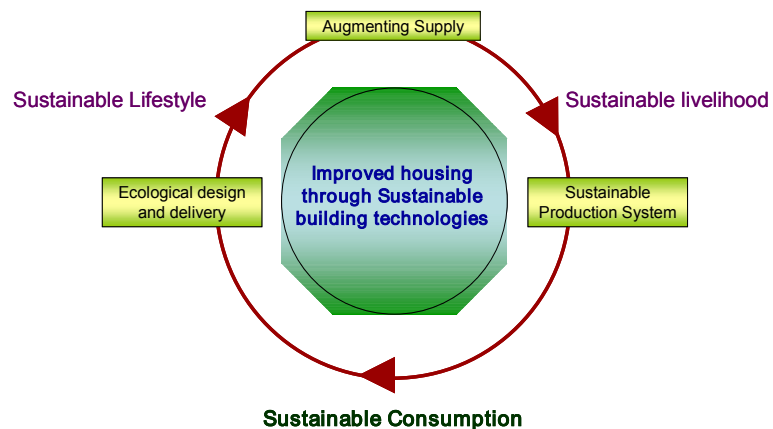 Augmenting Supply
Sustainable Lifestyle
Sustainable livelihood
Improved housing
through Sustainable
building technologies
Ecological design
and delivery
Sustainable
Production System
Sustainable Consumption